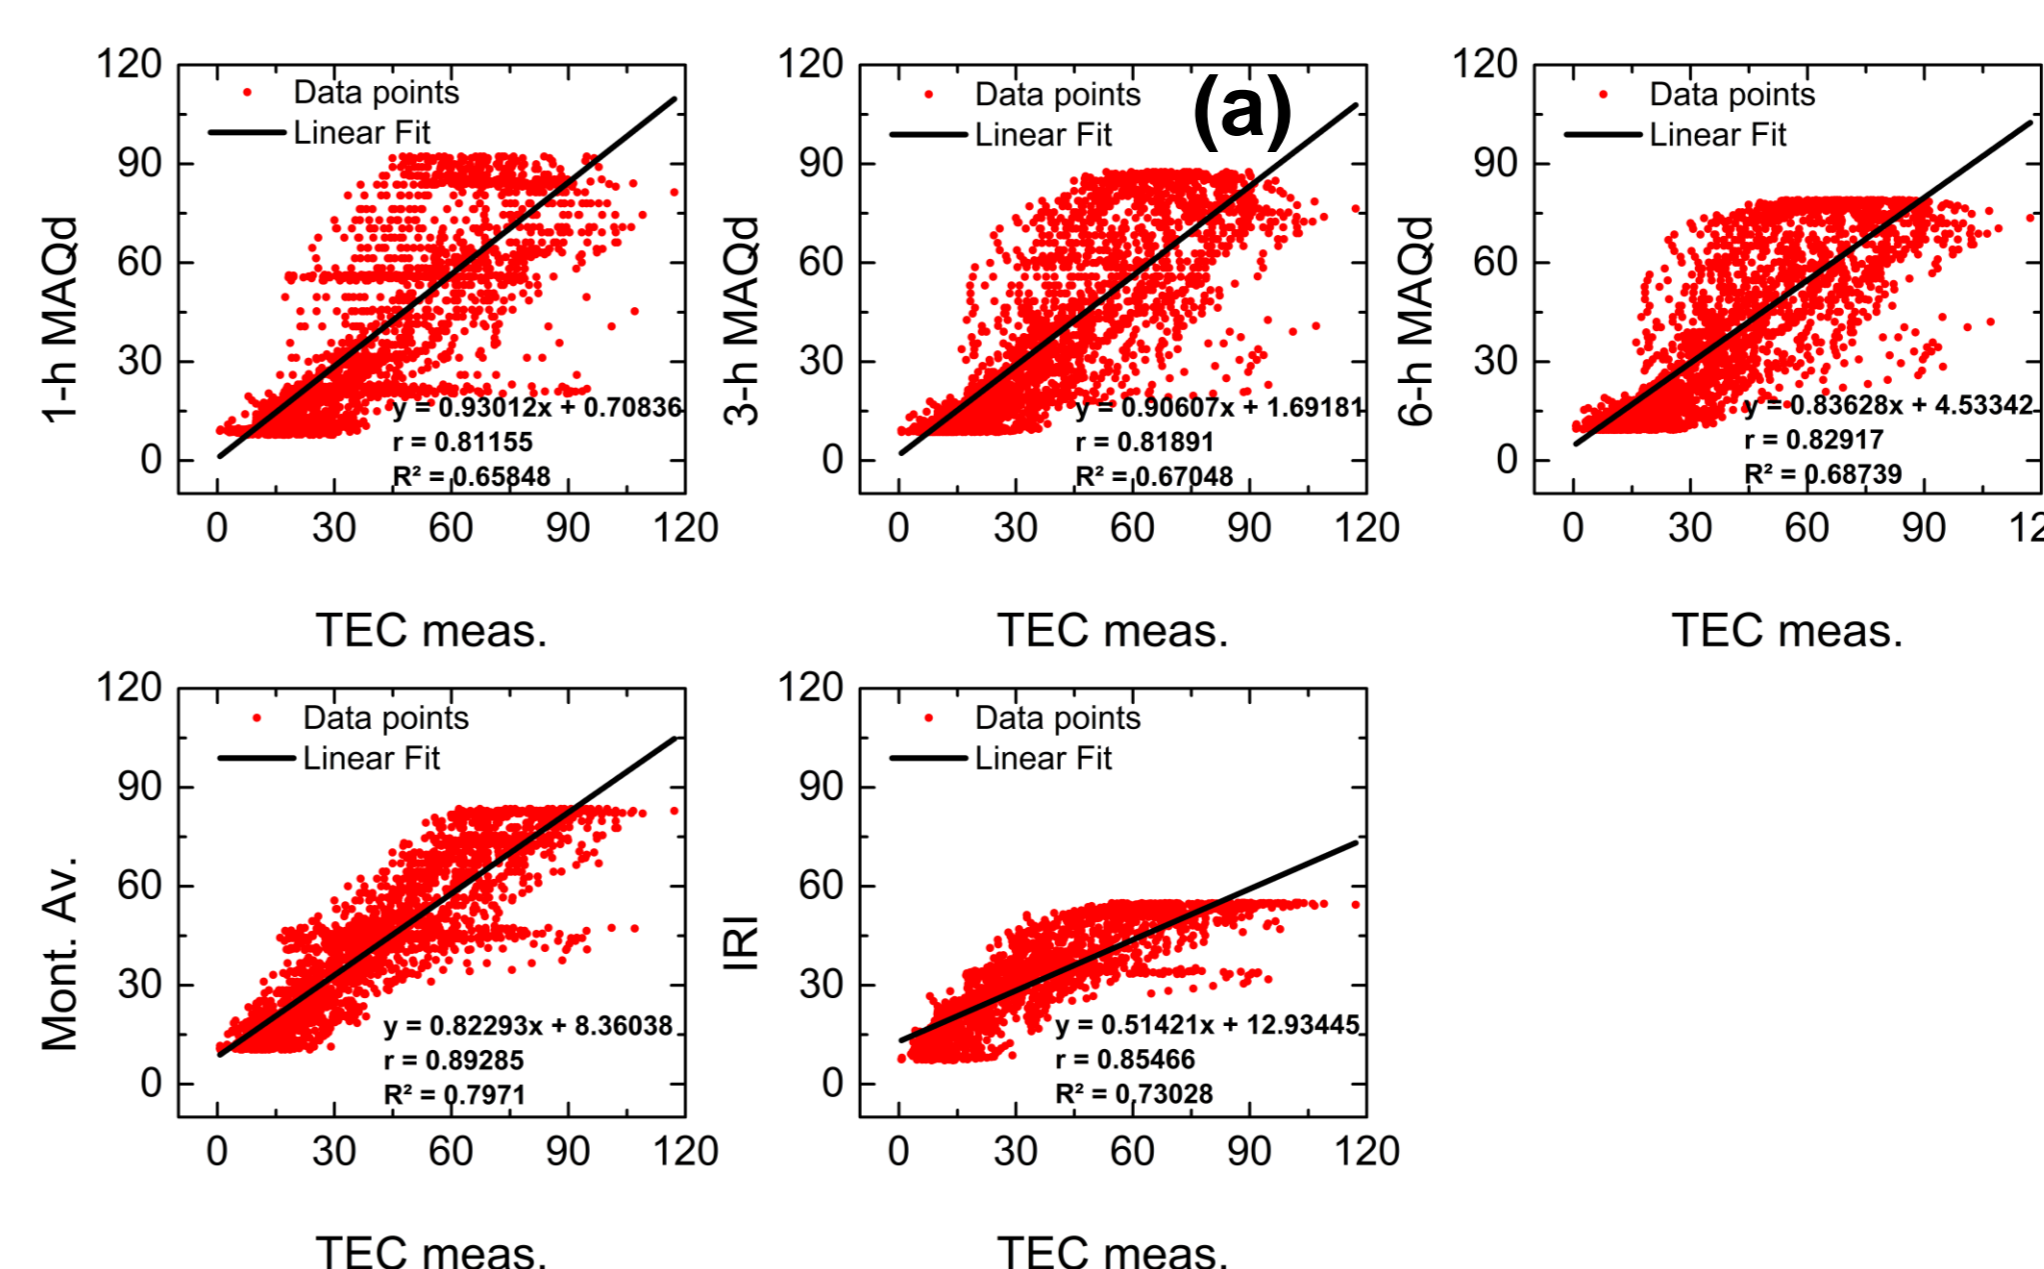 120
90
60
30
0
1-h MAQd
Data points
Linear Fit
y = 0.93012x + 0.70836
r = 0.81155
R² = 0.65848
0 30 60 90 120
TEC meas.
120
90
60
30
0
3-h MAQd
Data points
Linear Fit
(a)
y = 0.90607x + 1.69181
r = 0.81891
R² = 0.67048
0 30 60 90 120
TEC meas.
120
90
60
30
0
6-h MAQd
Data points
Linear Fit
y = 0.83628x + 4.53342
r = 0.82917
R² = 0.68739
0 30 60 90 12
TEC meas.
120
90
60
30
0
Mont. Av.
Data points
Linear Fit
y = 0.82293x + 8.36038
r = 0.89285
R² = 0.7971
0 30 60 90 120
TEC meas.
120
90
60
30
0
IRI
Data points
Linear Fit
y = 0.51421x + 12.93445
r = 0.85466
R² = 0.73028
0 30 60 90 120
TEC meas.